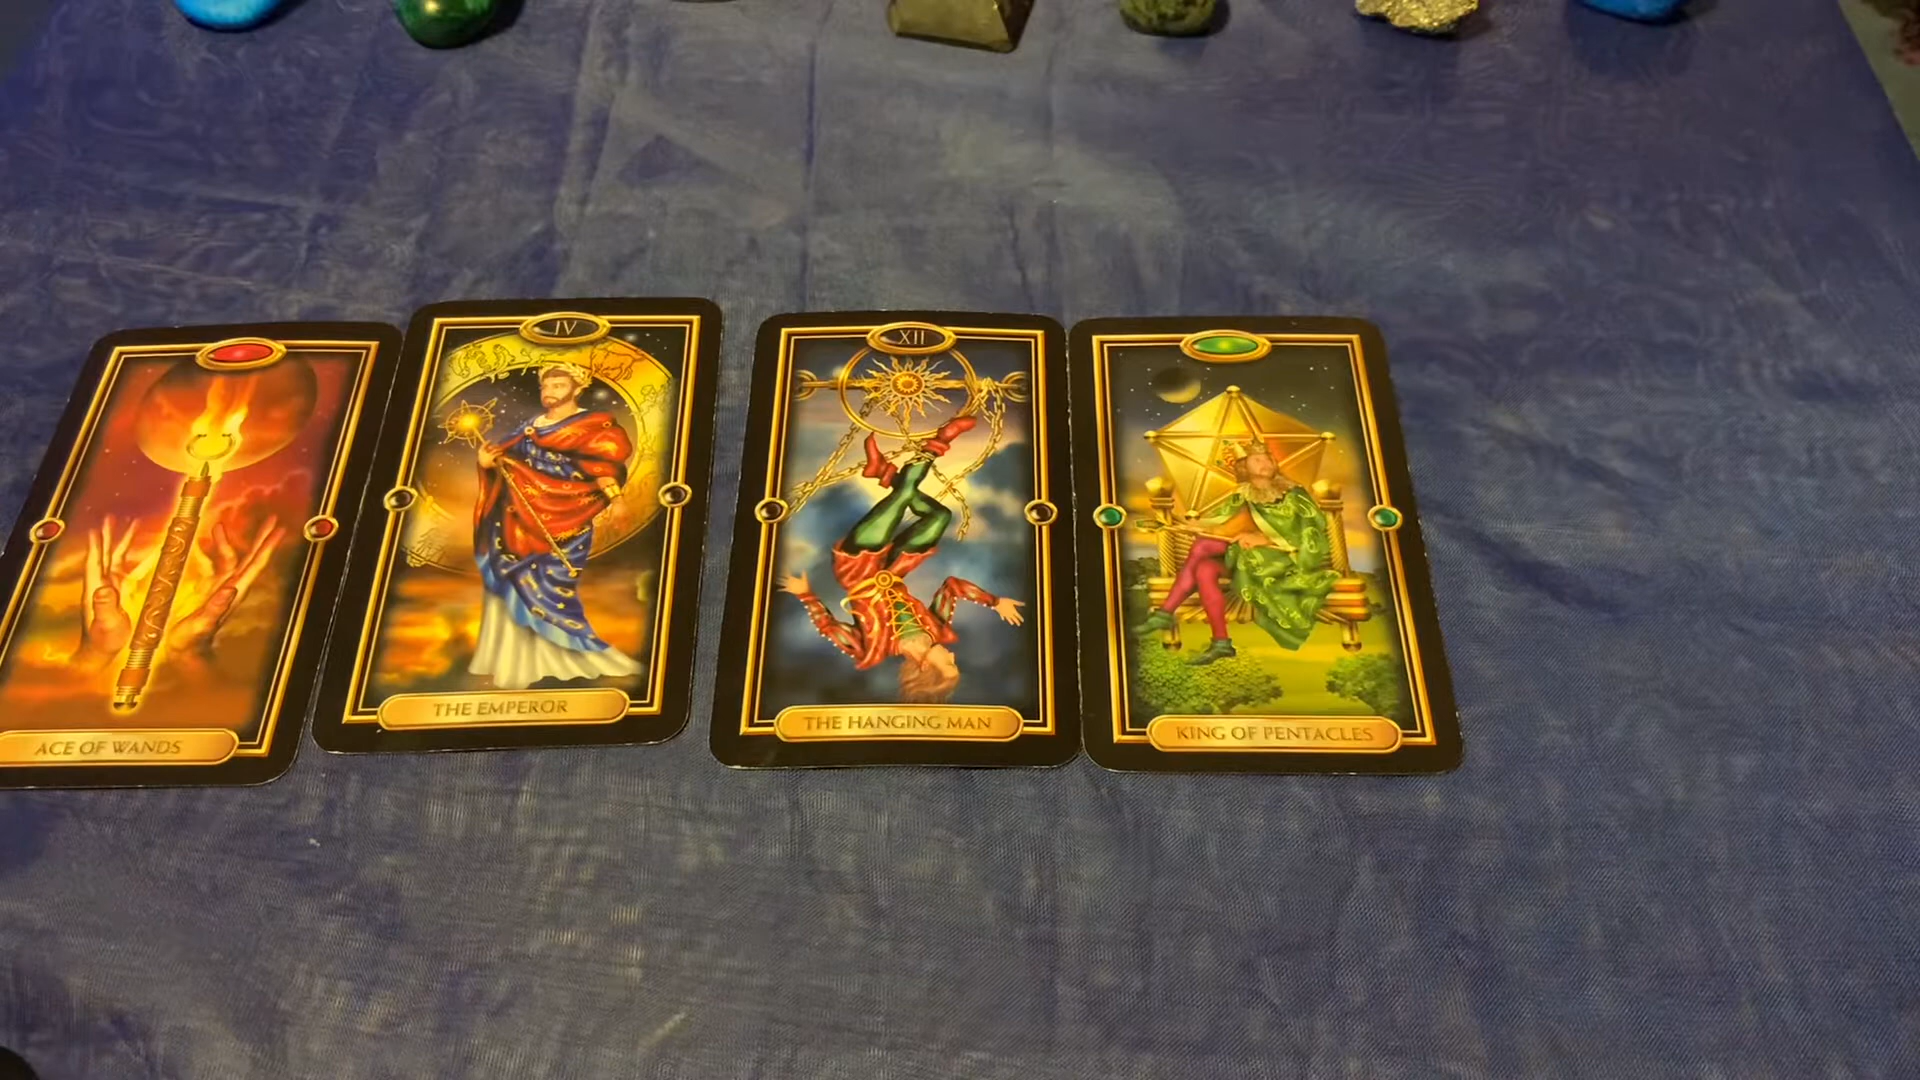 ACE OF WANDS
IV
THE EMPEROR
XII
THE HANGING MAN
KING OF PENTACLES